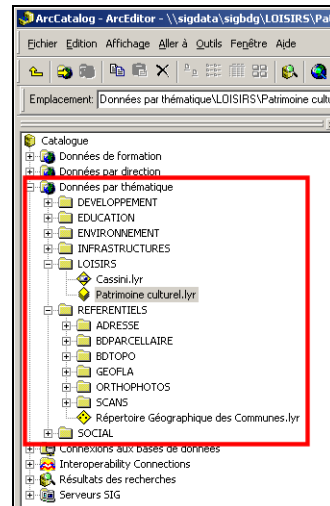 ArcCatalog - ArcEditor - \\sigdata\sigbdg\LOISIRS\Pat
Fichier Edition Affichage Aller à Outils Fenêtre Aide
Emplacement: Données par thématique\LOISIRS\Patrimoine cultu
Catalogue
Données de formation
Données par direction
Données par thématique
DEVELOPPEMENT
EDUCATION
ENVIRONNEMENT
INFRASTRUCTURES
LOISIRS
Cassini.lyr
Patrimoine culturel.lyr
REFERENTIELS
ADRESSE
BDPARCELLAIRE
BDTOPO
GEOFLA
ORTHOPHOTOS
SCANS
Répertoire Géographique des Communes.lyr
SOCIAL
Connexions aux bases de données
Interoperability Connections
Résultats des recherches
Serveurs SIG